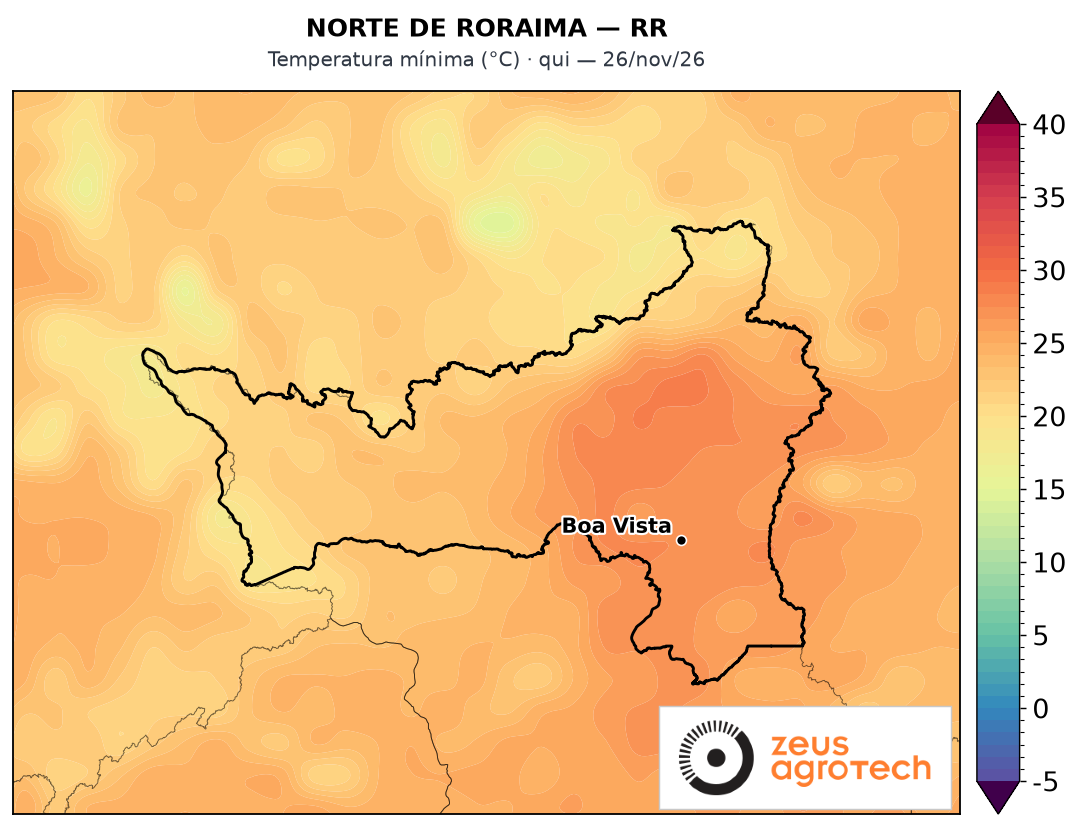 NORTE DE RORAIMA — RR
Temperatura mínima (°C) · qui — 26/nov/26
40
35
30
25
20
15
10
5
0
-5
Boa Vista
zeus
agrotech